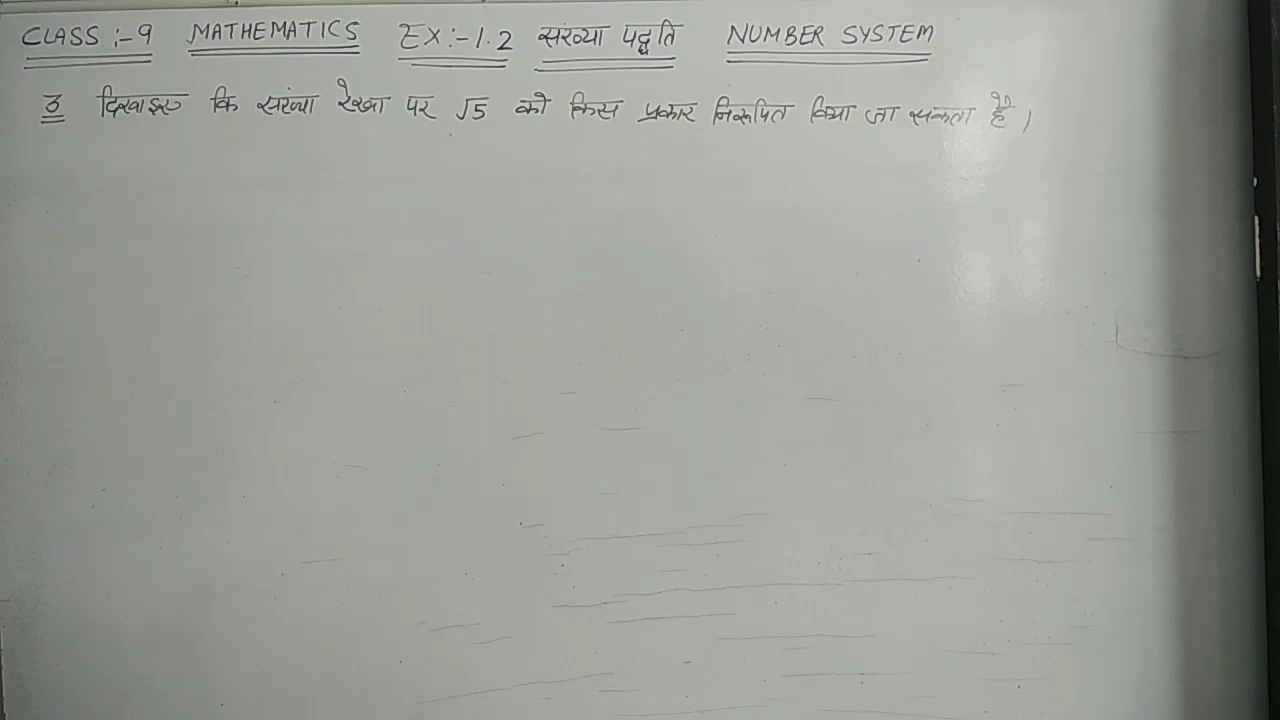 CLASS :- 9 MATHEMATICS EX:-1.2 संख्या पद्धति NUMBER SYSTEM
3 दिखाइए कि संख्या रेखा पर √5 को किस प्रकार निरूपित किया जा सकता है।